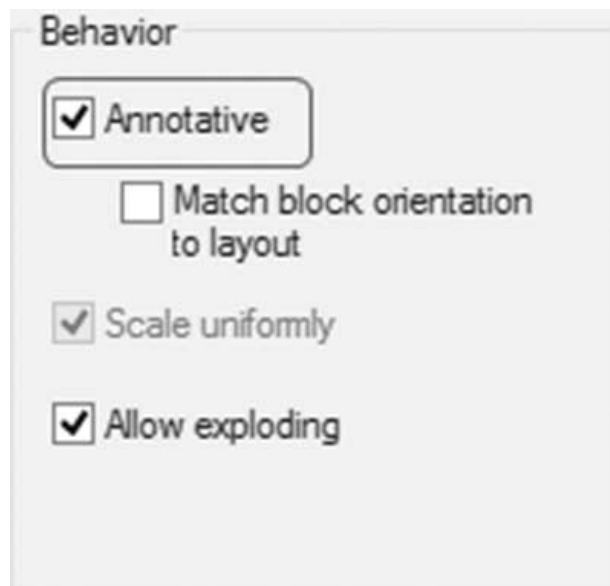 Behavior
Annotative
Match block orientation
to layout
Scale uniformly
Allow exploding